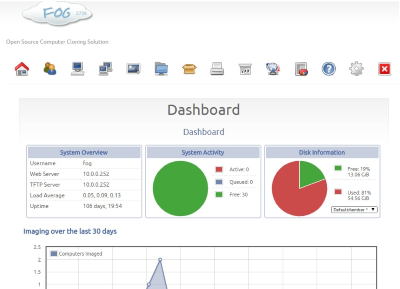 FOG
Open Source Computer Cloning Solution
Dashboard
Dashboard
System Overview
Username Fog
Web Server 10.0.0.252
TFTP Server 10.0.0.252
Load Average 0.05, 0.09, 0.13
Uptime 106 days, 19:54
System Activity
Active: 0
Queued: 0
Free: 30
Disk Information
Free: 19%
13.06 GiB
Used: 81%
54.56 GiB
DefaultMember *
Imaging over the last 30 days
Computers Imaged
2.5
2
1.5
1